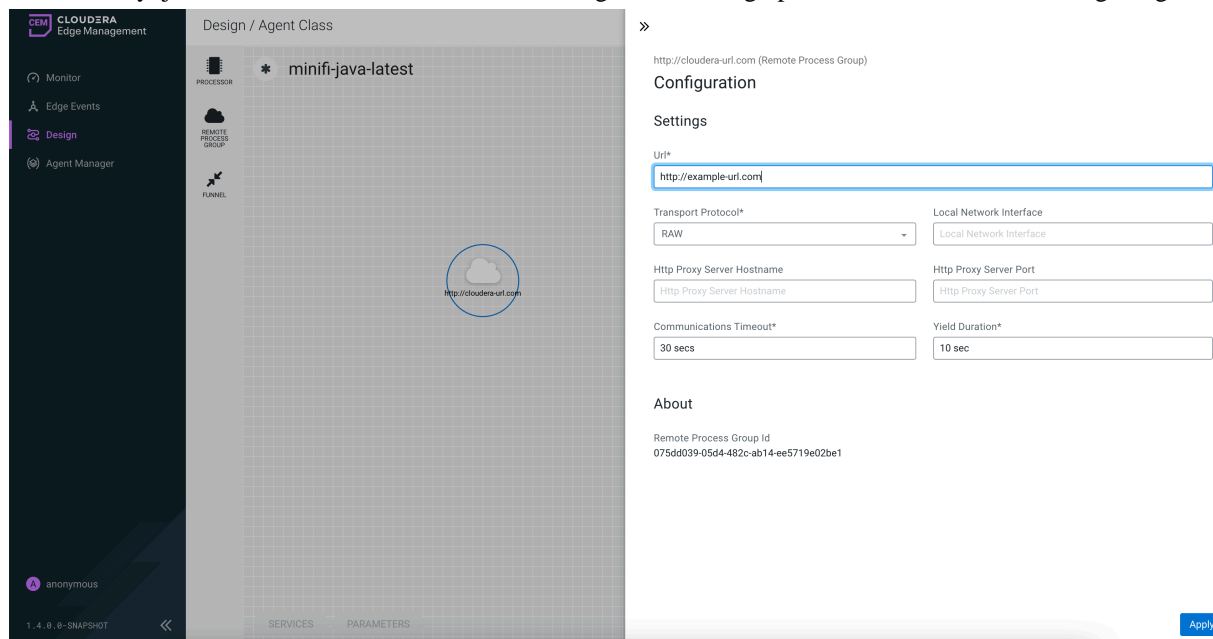 CEM CLOUDERA
Edge Management
Monitor
Edge Events
Design
Agent Manager
A anonymous
1.4.0.0-SNAPSHOT
Design / Agent Class
PROCESSOR
REMOTE
PROCESS
GROUP
FUNNEL
minifi-java-latest
http://cloudera-url.com
SERVICES PARAMETERS
http://cloudera-url.com (Remote Process Group)
Configuration
Settings
Url*
http://example-url.com
Transport Protocol* Local Network Interface
RAW Local Network Interface
Http Proxy Server Hostname Http Proxy Server Port
Http Proxy Server Hostname Http Proxy Server Port
Communications Timeout* Yield Duration*
30 secs 10 sec
About
Remote Process Group Id
075dd039-05d4-482c-ab14-ee5719e02be1
Apply